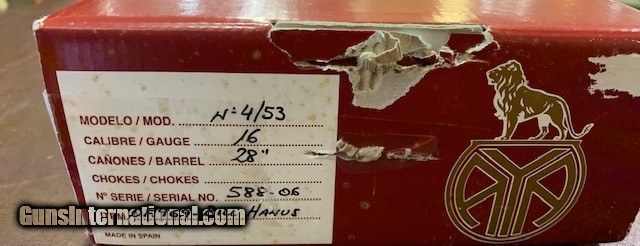 MODELO / MOD. Nº 4/53
CALIBRE / GAUGE 16
CAÑONES / BARREL 28"
CHOKES / CHOKES
Nº SERIE / SERIAL NO. 588-06
HANUS
MADE IN SPAIN
AYA
GunsInternational.com